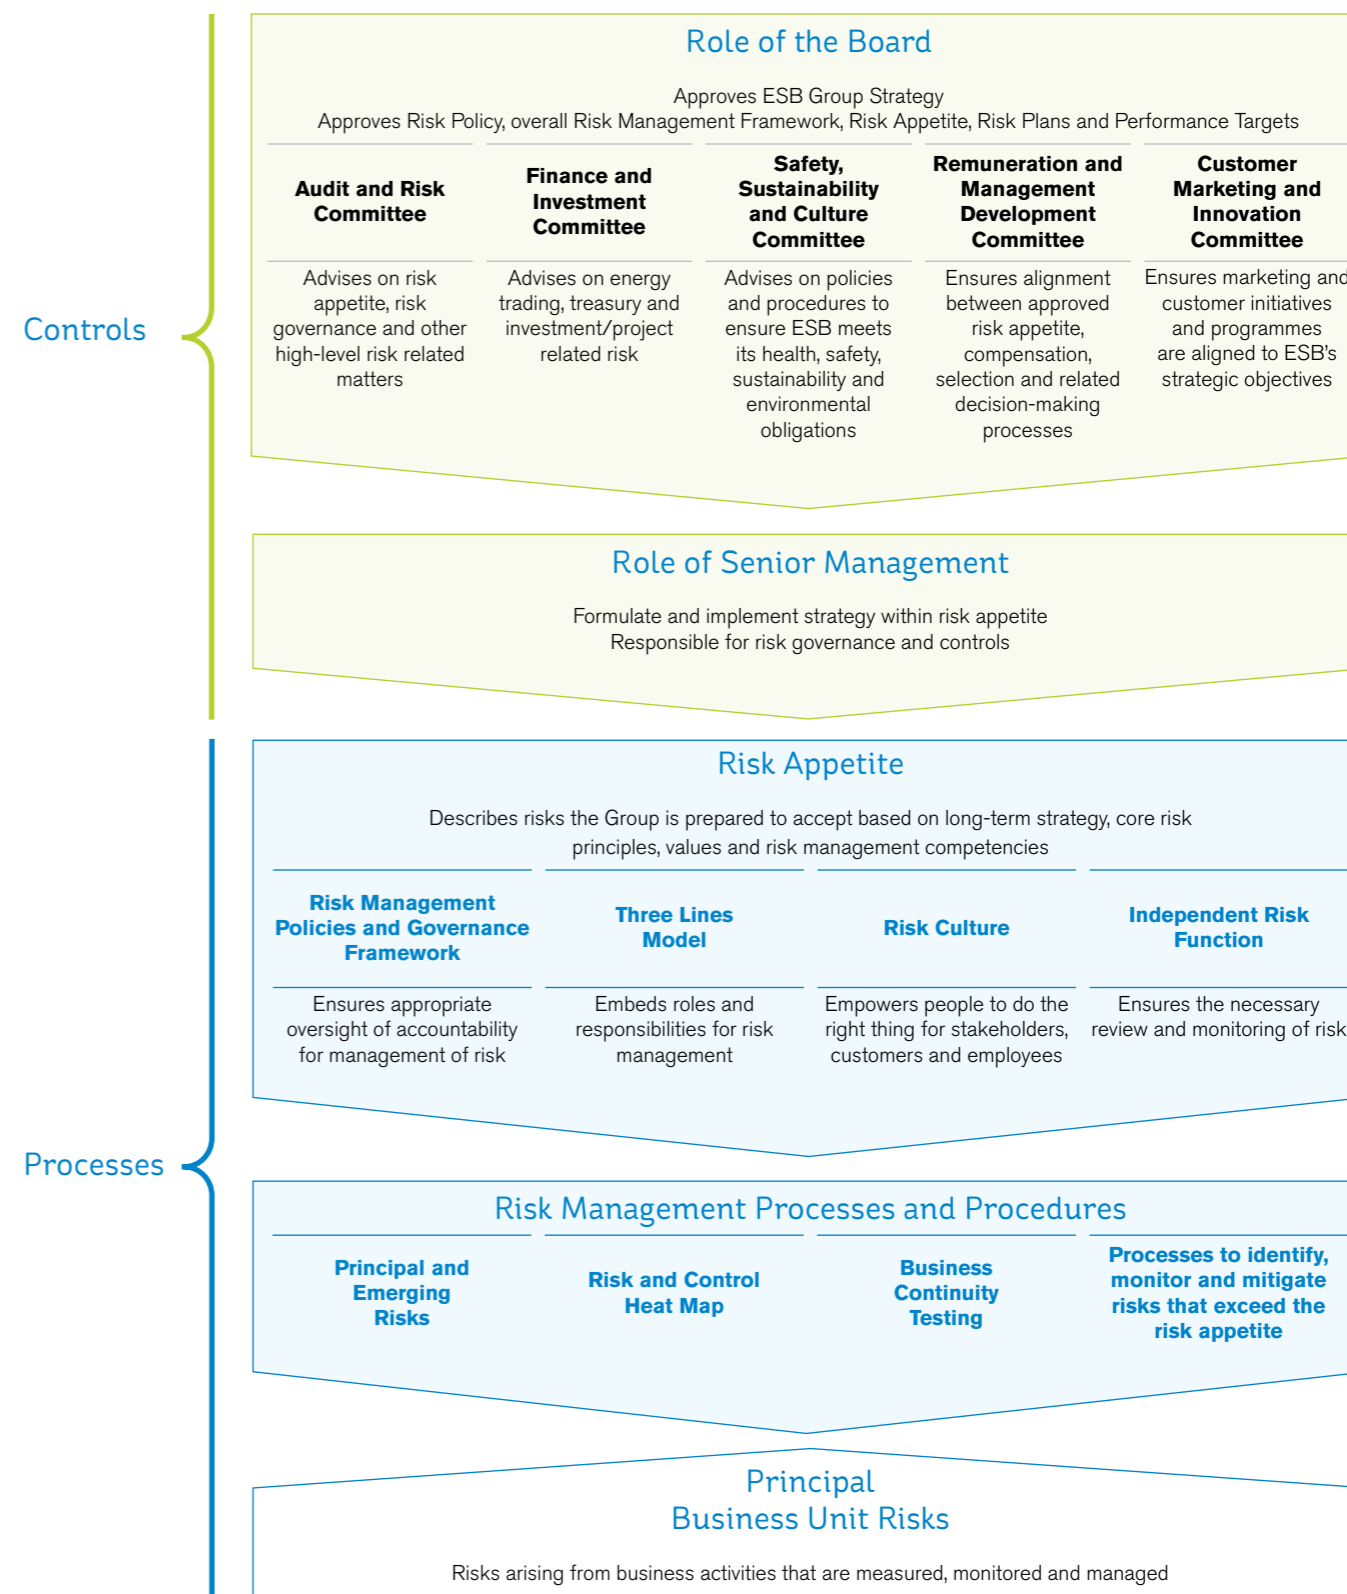 Role of the Board
Approves ESB Group Strategy
Approves Risk Policy, overall Risk Management Framework, Risk Appetite, Risk Plans and Performance Targets
Audit and Risk
Committee
Advises on risk
appetite, risk
governance and other
high-level risk related
matters
Finance and
Investment
Committee
Advises on energy
trading, treasury and
investment/project
related risk
Safety,
Sustainability
and Culture
Committee
Advises on policies
and procedures to
ensure ESB meets
its health, safety,
sustainability and
environmental
obligations
Remuneration and
Management
Development
Committee
Ensures alignment
between approved
risk appetite,
compensation,
selection and related
decision-making
processes
Customer
Marketing and
Innovation
Committee
Ensures marketing and
customer initiatives
and programmes
are aligned to ESB's
strategic objectives
Controls
Role of Senior Management
Formulate and implement strategy within risk appetite
Responsible for risk governance and controls
Risk Appetite
Describes risks the Group is prepared to accept based on long-term strategy, core risk
principles, values and risk management competencies
Risk Management
Policies and Governance
Framework
Ensures appropriate
oversight of accountability
for management of risk
Three Lines
Model
Embeds roles and
responsibilities for risk
management
Risk Culture
Empowers people to do the
right thing for stakeholders,
customers and employees
Independent Risk
Function
Ensures the necessary
review and monitoring of risk
Processes
Risk Management Processes and Procedures
Principal and
Emerging
Risks
Risk and Control
Heat Map
Business
Continuity
Testing
Processes to identify,
monitor and mitigate
risks that exceed the
risk appetite
Principal
Business Unit Risks
Risks arising from business activities that are measured, monitored and managed